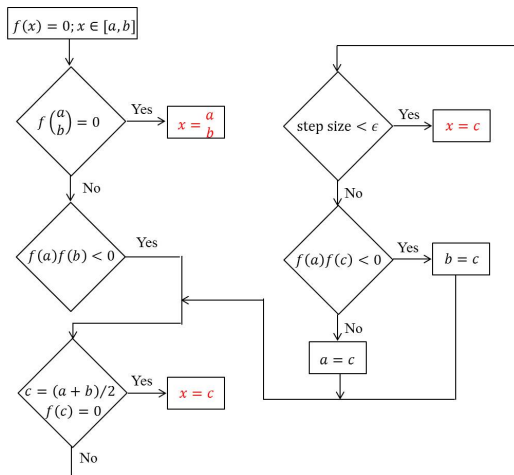 f(x) = 0; x ∈ [a, b]
f(a b) = 0
Yes
x = a b
No
f(a)f(b) < 0
Yes
c = (a + b)/2
f(c) = 0
Yes
x = c
No
step size < ϵ
Yes
x = c
No
f(a)f(c) < 0
Yes
b = c
No
a = c